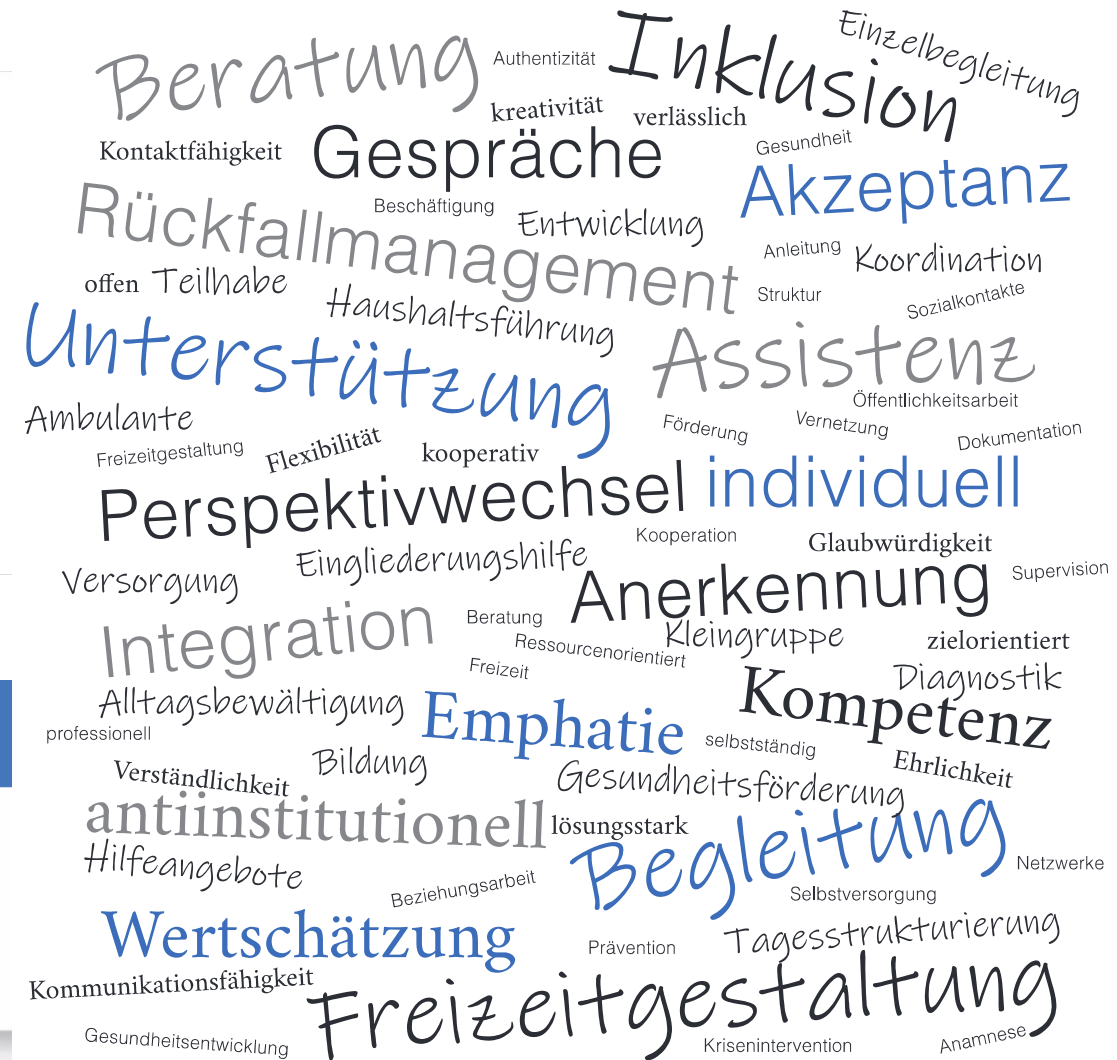 Beratung
Authentizität
Inklusion
Einzelbegleitung
kreativität
verlässlich
Kontaktfähigkeit
Gespräche
Gesundheit
Akzeptanz
Rückfallmanagement
Beschäftigung
Entwicklung
Anleitung
Koordination
offen
Teilhabe
Haushaltsführung
Struktur
Sozialkontakte
Unterstützung
Assistenz
Öffentlichkeitsarbeit
Ambulante
Freizeitgestaltung
Flexibilität
kooperativ
Förderung
Vernetzung
Dokumentation
Perspektivwechsel
individuell
Kooperation
Glaubwürdigkeit
Versorgung
Eingliederungshilfe
Anerkennung
Supervision
Integration
Beratung
Ressourcenorientiert
Kleingruppe
zielorientiert
Freizeit
Diagnostik
Alltagsbewältigung
Emphatie
Kompetenz
professionell
selbstständig
Verständlichkeit
Bildung
Gesundheitsförderung
Ehrlichkeit
antiinstitutionell
lösungsstark
Begleitung
Hilfeangebote
Beziehungsarbeit
Netzwerke
Selbstversorgung
Wertschätzung
Prävention
Tagesstrukturierung
Kommunikationsfähigkeit
Freizeitgestaltung
Gesundheitsentwicklung
Krisenintervention
Anamnese